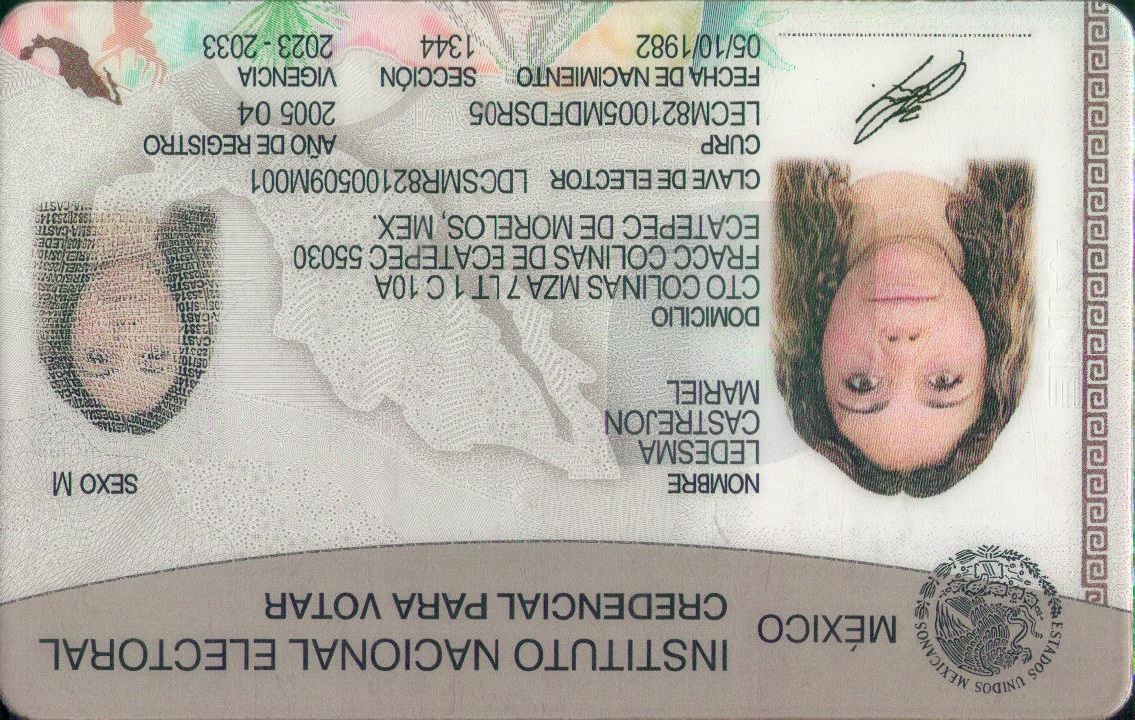 MÉXICO
INSTITUTO NACIONAL ELECTORAL
CREDENCIAL PARA VOTAR
ESTADOS UNIDOS MEXICANOS
NOMBRE
LEDESMA
CASTREJON
MARIEL
SEXO M
DOMICILIO
CTO COLINAS MZA 7 LT 1 C 10A
FRACC COLINAS DE ECATEPEC 55030
ECATEPEC DE MORELOS, MEX.
CLAVE DE ELECTOR LDCSMR82100509M001
CURP
LECM821005MDFDSR05
AÑO DE REGISTRO
2005 04
FECHA DE NACIMIENTO
05/10/1982
SECCIÓN
1344
VIGENCIA
2023 - 2033
INE